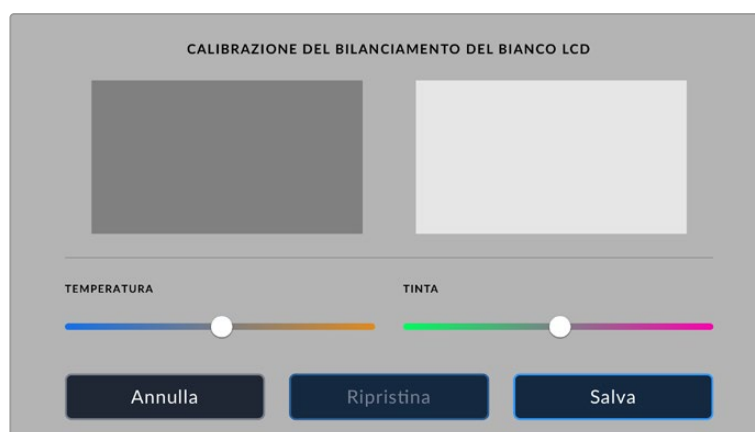 CALIBRAZIONE DEL BILANCIAMENTO DEL BIANCO LCD
TEMPERATURA
TINTA
Annulla
Ripristina
Salva